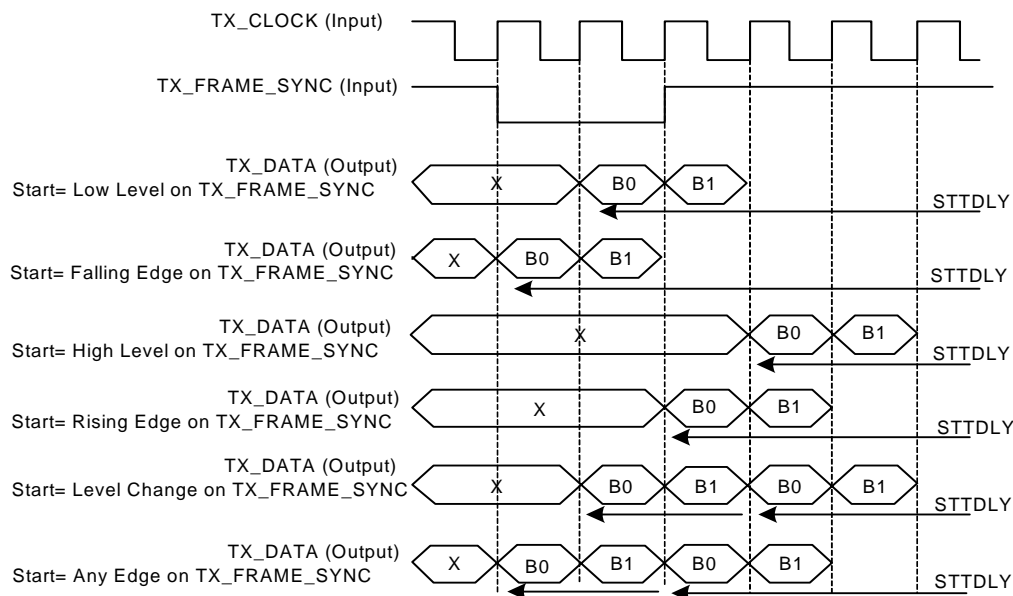 TX_CLOCK (Input)
TX_FRAME_SYNC (Input)
TX_DATA (Output)
Start= Low Level on TX_FRAME_SYNC
X B0 B1
STTDLY
TX_DATA (Output)
Start= Falling Edge on TX_FRAME_SYNC
X B0 B1
STTDLY
TX_DATA (Output)
Start= High Level on TX_FRAME_SYNC
X B0 B1
STTDLY
TX_DATA (Output)
Start= Rising Edge on TX_FRAME_SYNC
X B0 B1
STTDLY
TX_DATA (Output)
Start= Level Change on TX_FRAME_SYNC
X B0 B1 B0 B1
STTDLY
TX_DATA (Output)
Start= Any Edge on TX_FRAME_SYNC
X B0 B1 B0 B1
STTDLY